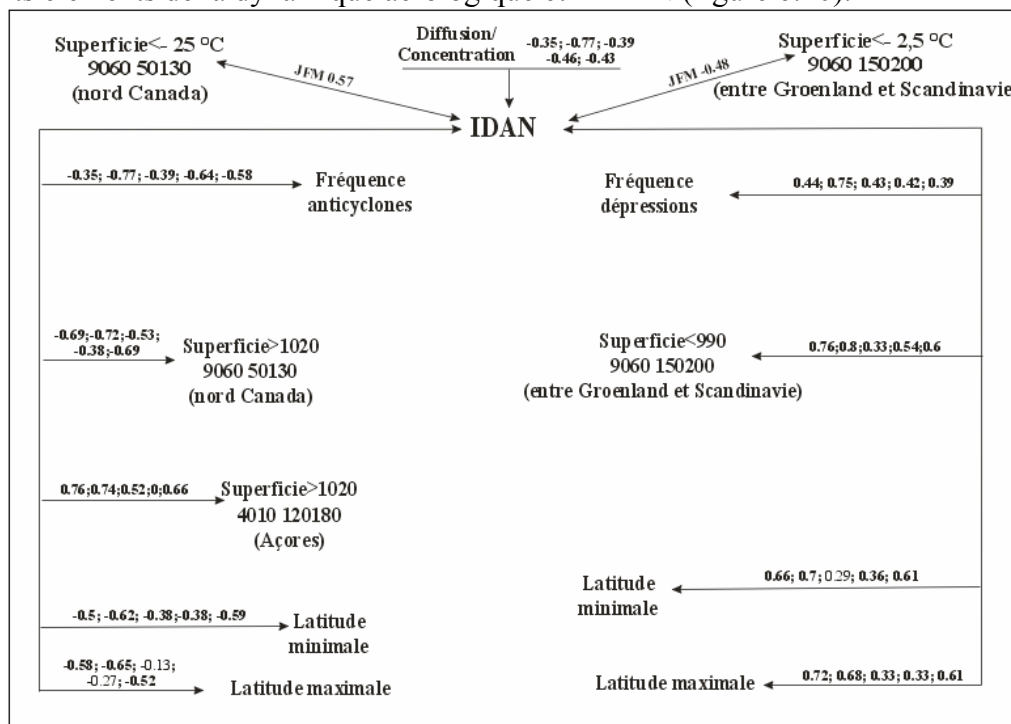 Superficie<- 25 °C
9060 50130
(nord Canada)
JFM 0.57
Diffusion/
Concentration
-0.35; -0.77; -0.39
-0.46; -0.43
JFM -0.48
Superficie<- 2,5 °C
9060 150200
(entre Groenland et Scandinavie
IDAN
-0.35; -0.77; -0.39; -0.64; -0.58
Fréquence
anticyclones
Fréquence
dépressions
0.44; 0.75; 0.43; 0.42; 0.39
-0.69;-0.72;-0.53;
-0.38;-0.69
Superficie>1020
9060 50130
(nord Canada)
Superficie<990
9060 150200
(entre Groenland et Scandinavie)
0.76;0.8;0.33;0.54;0.6
0.76;0.74;0.52;0;0.66
Superficie>1020
4010 120180
(Açores)
Latitude
minimale
0.66; 0.7; 0.29; 0.36; 0.61
-0.5; -0.62; -0.38;-0.38; -0.59
Latitude
minimale
-0.58; -0.65; -0.13;
-0.27; -0.52
Latitude maximale
Latitude maximale
0.72; 0.68; 0.33; 0.33; 0.61